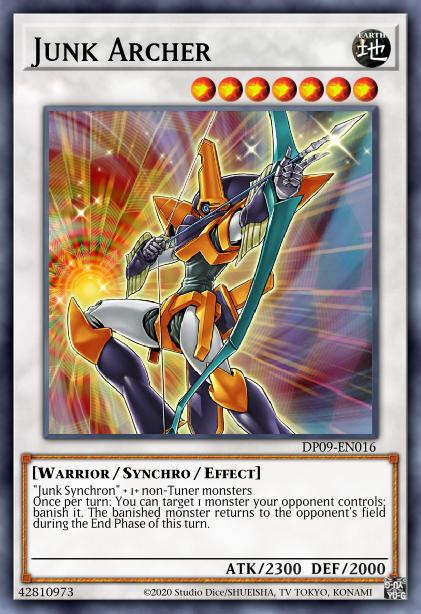 JUNK ARCHER
EARTH
地
DP09-EN016
[WARRIOR / SYNCHRO / EFFECT]
"Junk Synchron" + 1+ non-Tuner monsters
Once per turn: You can target 1 monster your opponent controls;
banish it. The banished monster returns to the opponent's field
during the End Phase of this turn.
ATK/2300 DEF/2000
42810973
©2020 Studio Dice/SHUEISHA, TV TOKYO, KONAMI